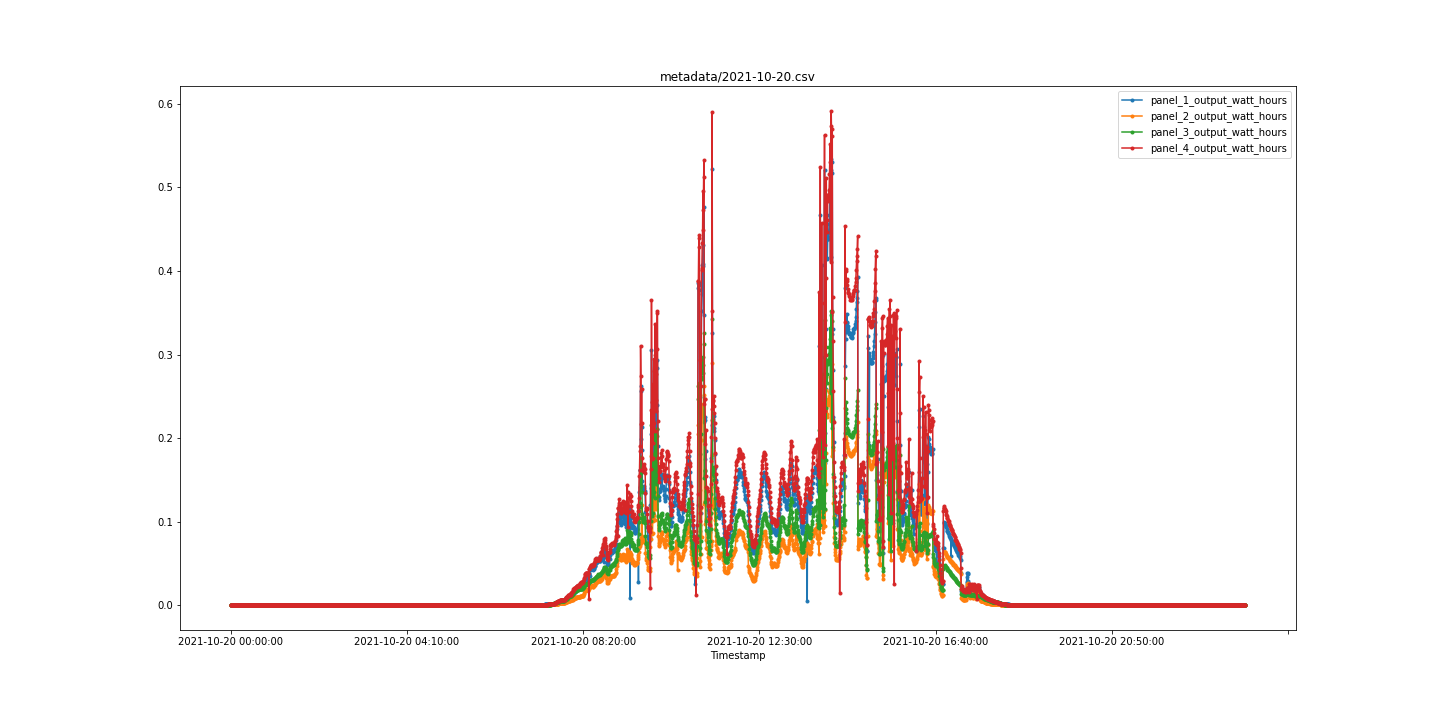 metadata/2021-10-20.csv
panel_1_output_watt_hours
panel_2_output_watt_hours
panel_3_output_watt_hours
panel_4_output_watt_hours
0.6
0.5
0.4
0.3
0.2
0.1
0.0
2021-10-20 00:00:00 2021-10-20 04:10:00 2021-10-20 08:20:00 2021-10-20 12:30:00 2021-10-20 16:40:00 2021-10-20 20:50:00
Timestamp